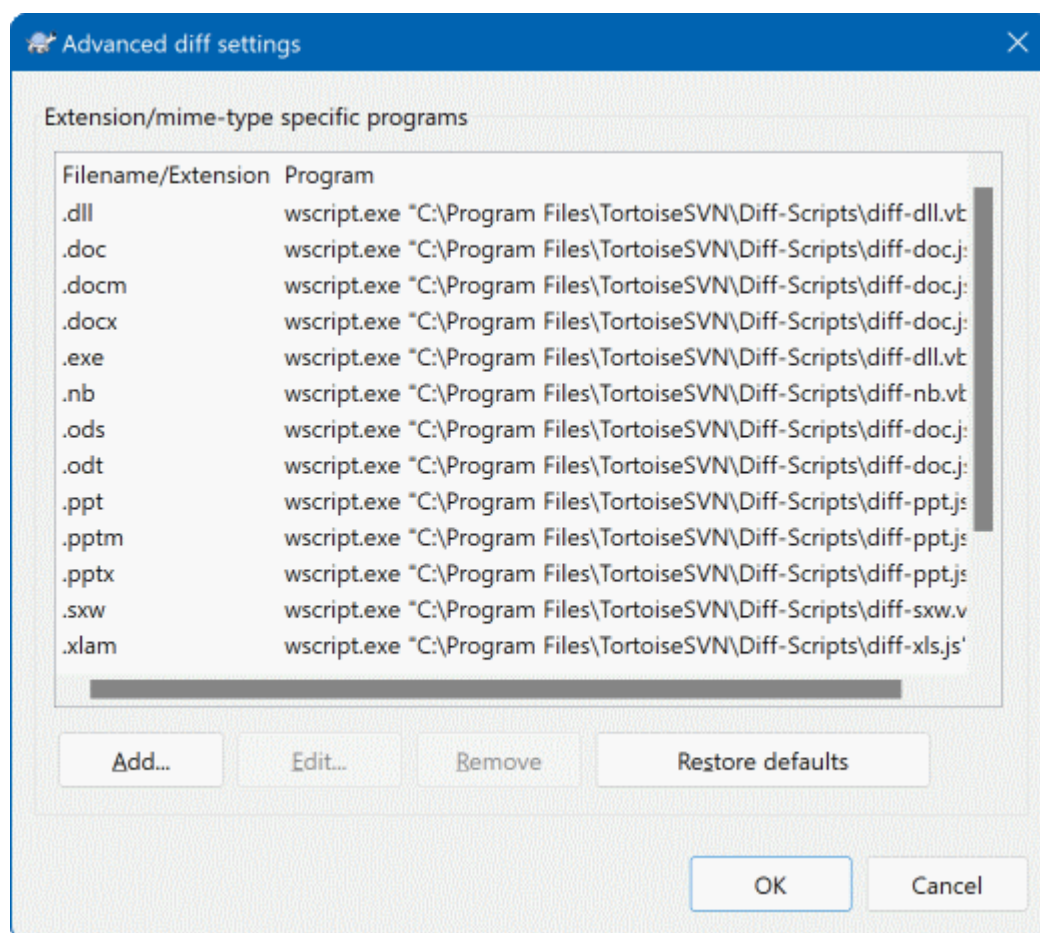 Advanced diff settings
Extension/mime-type specific programs
Filename/Extension Program
.dll wscript.exe "C:\Program Files\TortoiseSVN\Diff-Scripts\diff-dll.vb
.doc wscript.exe "C:\Program Files\TortoiseSVN\Diff-Scripts\diff-doc.js
.docm wscript.exe "C:\Program Files\TortoiseSVN\Diff-Scripts\diff-doc.js
.docx wscript.exe "C:\Program Files\TortoiseSVN\Diff-Scripts\diff-doc.js
.exe wscript.exe "C:\Program Files\TortoiseSVN\Diff-Scripts\diff-dll.vb
.nb wscript.exe "C:\Program Files\TortoiseSVN\Diff-Scripts\diff-nb.vb
.ods wscript.exe "C:\Program Files\TortoiseSVN\Diff-Scripts\diff-doc.js
.odt wscript.exe "C:\Program Files\TortoiseSVN\Diff-Scripts\diff-doc.js
.ppt wscript.exe "C:\Program Files\TortoiseSVN\Diff-Scripts\diff-ppt.js
.pptm wscript.exe "C:\Program Files\TortoiseSVN\Diff-Scripts\diff-ppt.js
.pptx wscript.exe "C:\Program Files\TortoiseSVN\Diff-Scripts\diff-ppt.js
.sxw wscript.exe "C:\Program Files\TortoiseSVN\Diff-Scripts\diff-sxw.v
.xlam wscript.exe "C:\Program Files\TortoiseSVN\Diff-Scripts\diff-xls.js"
Add... Edit... Remove Restore defaults
OK Cancel